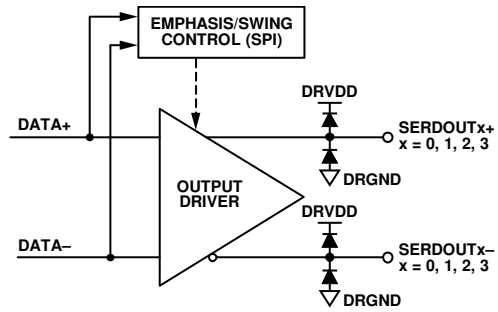 EMPHASIS/SWING
CONTROL (SPI)
DRVDD
DATA+
SERDOUTx+
x = 0, 1, 2, 3
DRGND
OUTPUT
DRIVER
DRVDD
DATA–
SERDOUTx–
x = 0, 1, 2, 3
DRGND